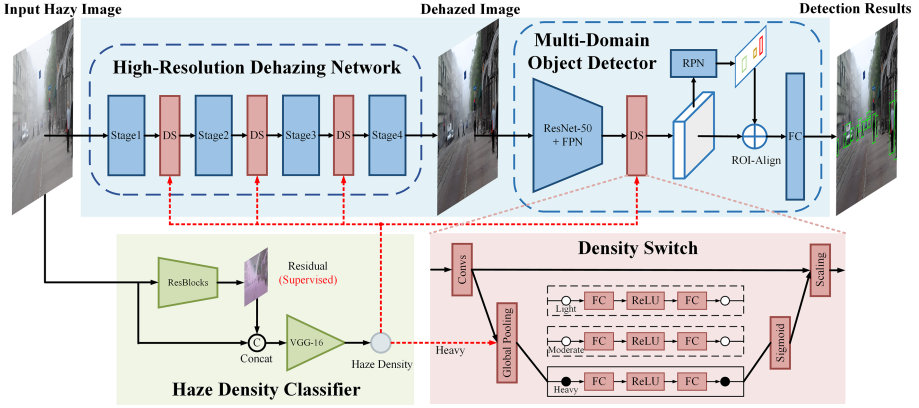 Input Hazy Image
Dehazed Image
Detection Results
High-Resolution Dehazing Network
Multi-Domain
Object Detector
Stage1
DS
Stage2
DS
Stage3
DS
Stage4
ResNet-50
+ FPN
DS
RPN
ROI-Align
FC
ResBlocks
Residual
(Supervised)
C
Concat
VGG-16
Haze Density
Haze Density Classifier
Heavy
Density Switch
Convs
Global Pooling
Light
FC
ReLU
FC
Moderate
FC
ReLU
FC
Heavy
FC
ReLU
FC
Sigmoid
Scaling